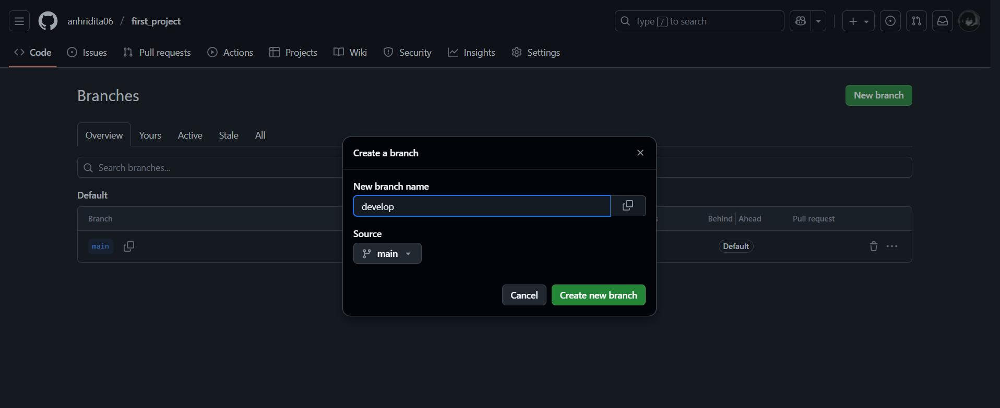 anhridita06 / first_project
Type / to search
Code Issues Pull requests Actions Projects Wiki Security Insights Settings
Branches
New branch
Overview Yours Active Stale All
Search branches...
Default
Branch Behind Ahead Pull request
main Default
Create a branch
New branch name
develop
Source
main
Cancel Create new branch